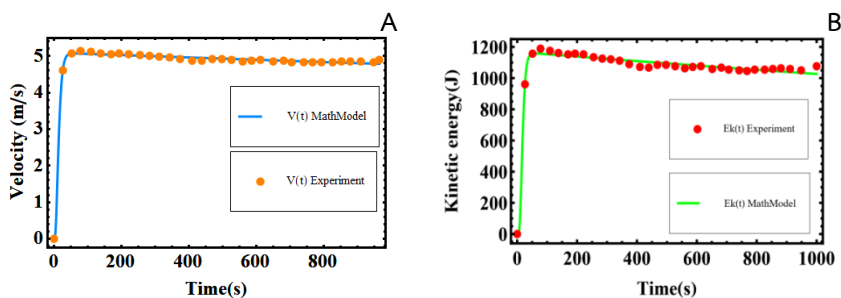 A
5
4
3
2
1
0
Velocity (m/s)
V(t) MathModel
V(t) Experiment
0
200
400
600
800
Time(s)
B
1200
1000
800
600
400
200
0
Kinetic energy(J)
Ek(t) Experiment
Ek(t) MathModel
0
200
400
600
800
1000
Time(s)